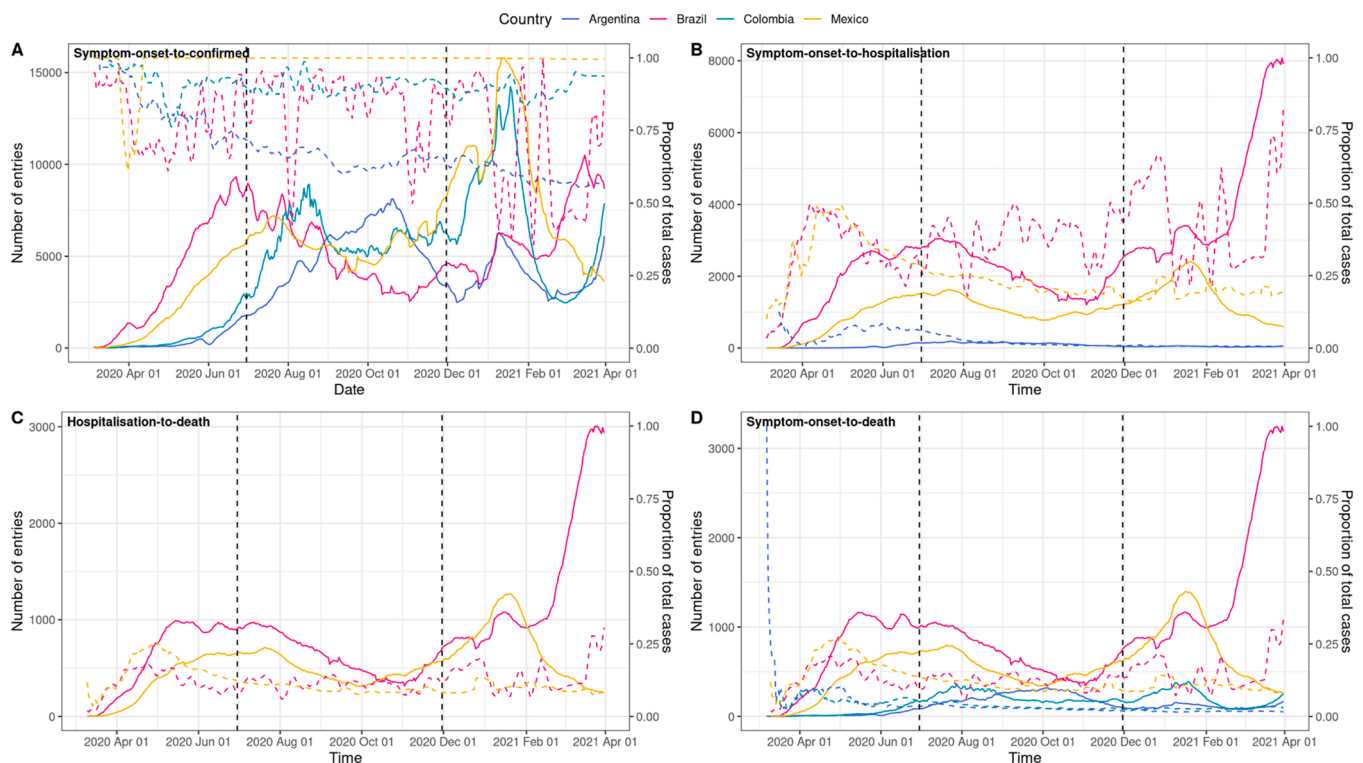 Country Argentina Brazil Colombia Mexico
A
Symptom-onset-to-confirmed
15000
10000
5000
0
Number of entries
1.00
0.75
0.50
0.25
0.00
Proportion of total cases
2020 Apr 01 2020 Jun 01 2020 Aug 01 2020 Oct 01 2020 Dec 01 2021 Feb 01 2021 Apr 01
Date
B
Symptom-onset-to-hospitalisation
8000
6000
4000
2000
0
Number of entries
1.00
0.75
0.50
0.25
0.00
Proportion of total cases
2020 Apr 01 2020 Jun 01 2020 Aug 01 2020 Oct 01 2020 Dec 01 2021 Feb 01 2021 Apr 01
Time
C
Hospitalisation-to-death
3000
2000
1000
0
Number of entries
1.00
0.75
0.50
0.25
0.00
Proportion of total cases
2020 Apr 01 2020 Jun 01 2020 Aug 01 2020 Oct 01 2020 Dec 01 2021 Feb 01 2021 Apr 01
Time
D
Symptom-onset-to-death
3000
2000
1000
0
Number of entries
1.00
0.75
0.50
0.25
0.00
Proportion of total cases
2020 Apr 01 2020 Jun 01 2020 Aug 01 2020 Oct 01 2020 Dec 01 2021 Feb 01 2021 Apr 01
Time